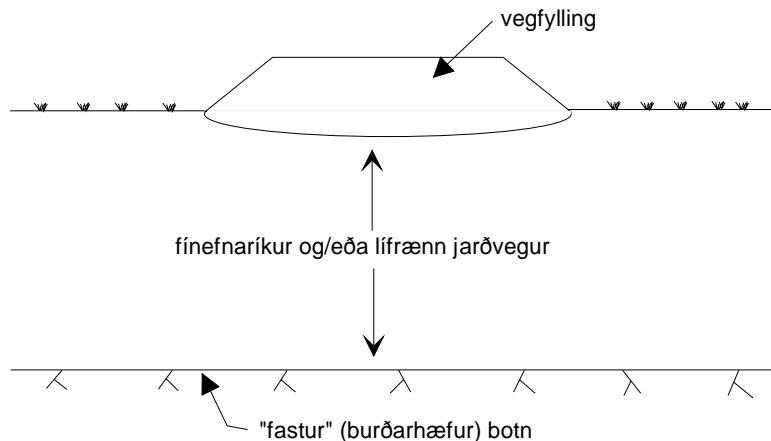 vegfylling
fínefnaríkur og/eða lífrænn jarðvegur
"fastur" (burðarhæfur) botn